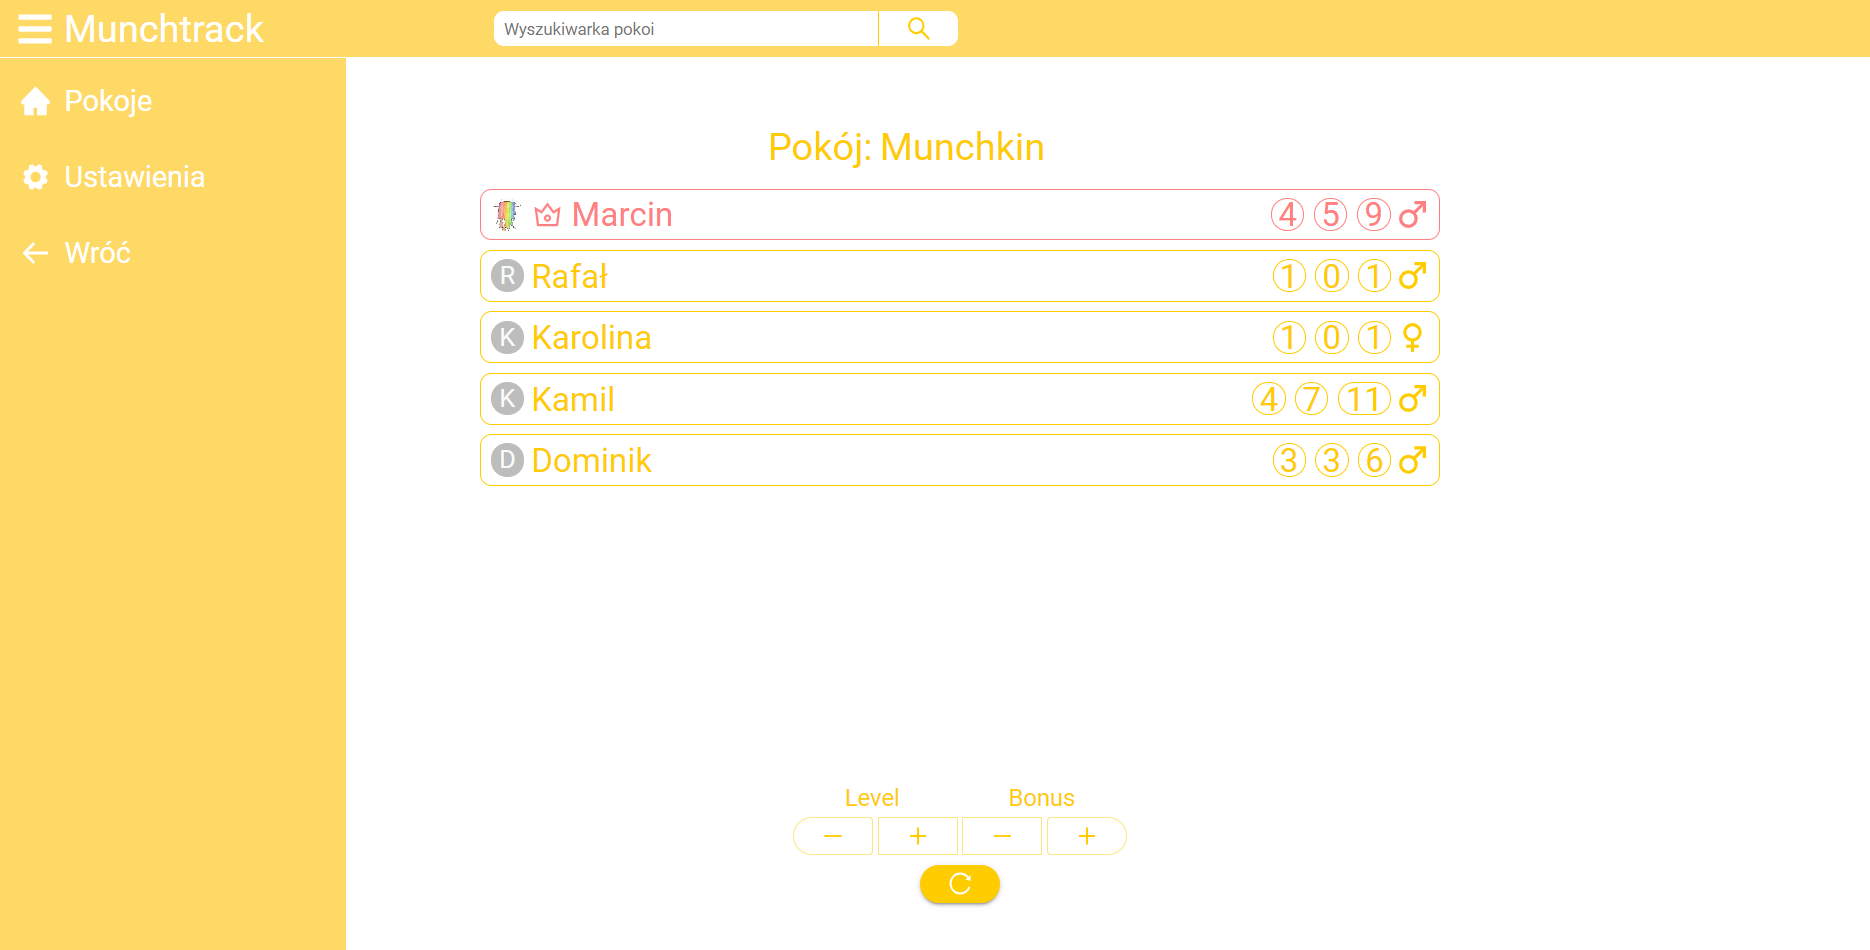 Munchtrack
Wyszukiwarka pokoi
Pokoje
Ustawienia
Wróć
Pokój: Munchkin
Marcin 4 5 9
R Rafał 1 0 1
K Karolina 1 0 1
K Kamil 4 7 11
D Dominik 3 3 6
Level Bonus